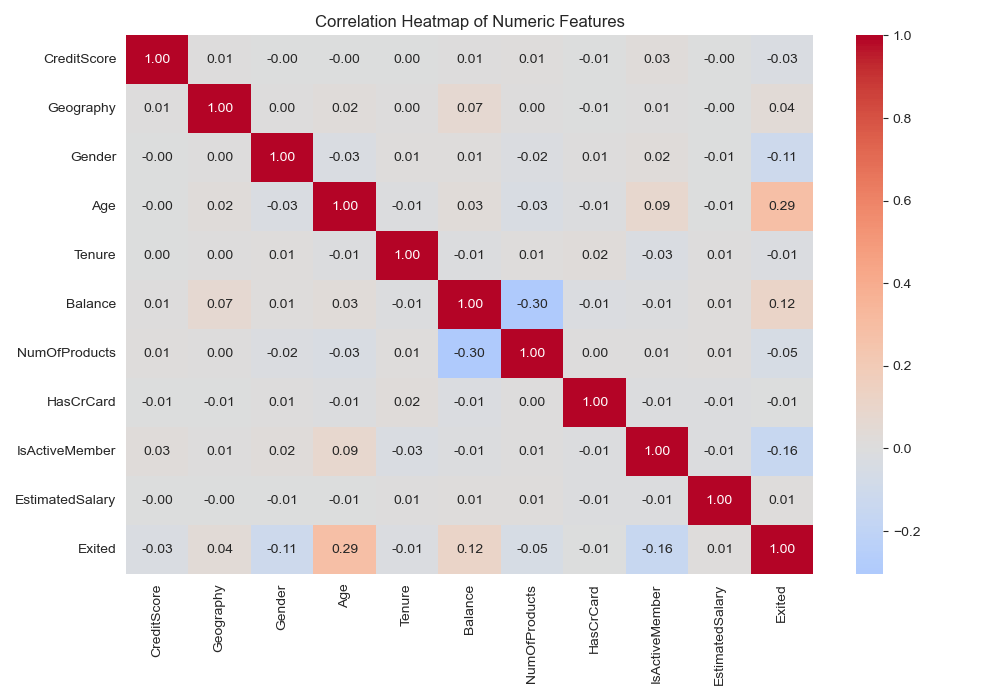 Correlation Heatmap of Numeric Features
CreditScore 1.00 0.01 -0.00 -0.00 0.00 0.01 0.01 -0.01 0.03 -0.00 -0.03
Geography 0.01 1.00 0.00 0.02 0.00 0.07 0.00 -0.01 0.01 -0.00 0.04
Gender -0.00 0.00 1.00 -0.03 0.01 0.01 -0.02 0.01 0.02 -0.01 -0.11
Age -0.00 0.02 -0.03 1.00 -0.01 0.03 -0.03 -0.01 0.09 -0.01 0.29
Tenure 0.00 0.00 0.01 -0.01 1.00 -0.01 0.01 0.02 -0.03 0.01 -0.01
Balance 0.01 0.07 0.01 0.03 -0.01 1.00 -0.30 -0.01 -0.01 0.01 0.12
NumOfProducts 0.01 0.00 -0.02 -0.03 0.01 -0.30 1.00 0.00 0.01 0.01 -0.05
HasCrCard -0.01 -0.01 0.01 -0.01 0.02 -0.01 0.00 1.00 -0.01 -0.01 -0.01
IsActiveMember 0.03 0.01 0.02 0.09 -0.03 -0.01 0.01 -0.01 1.00 -0.01 -0.16
EstimatedSalary -0.00 -0.00 -0.01 -0.01 0.01 0.01 0.01 -0.01 -0.01 1.00 0.01
Exited -0.03 0.04 -0.11 0.29 -0.01 0.12 -0.05 -0.01 -0.16 0.01 1.00
CreditScore
Geography
Gender
Age
Tenure
Balance
NumOfProducts
HasCrCard
IsActiveMember
EstimatedSalary
Exited
1.0
0.8
0.6
0.4
0.2
0.0
−0.2